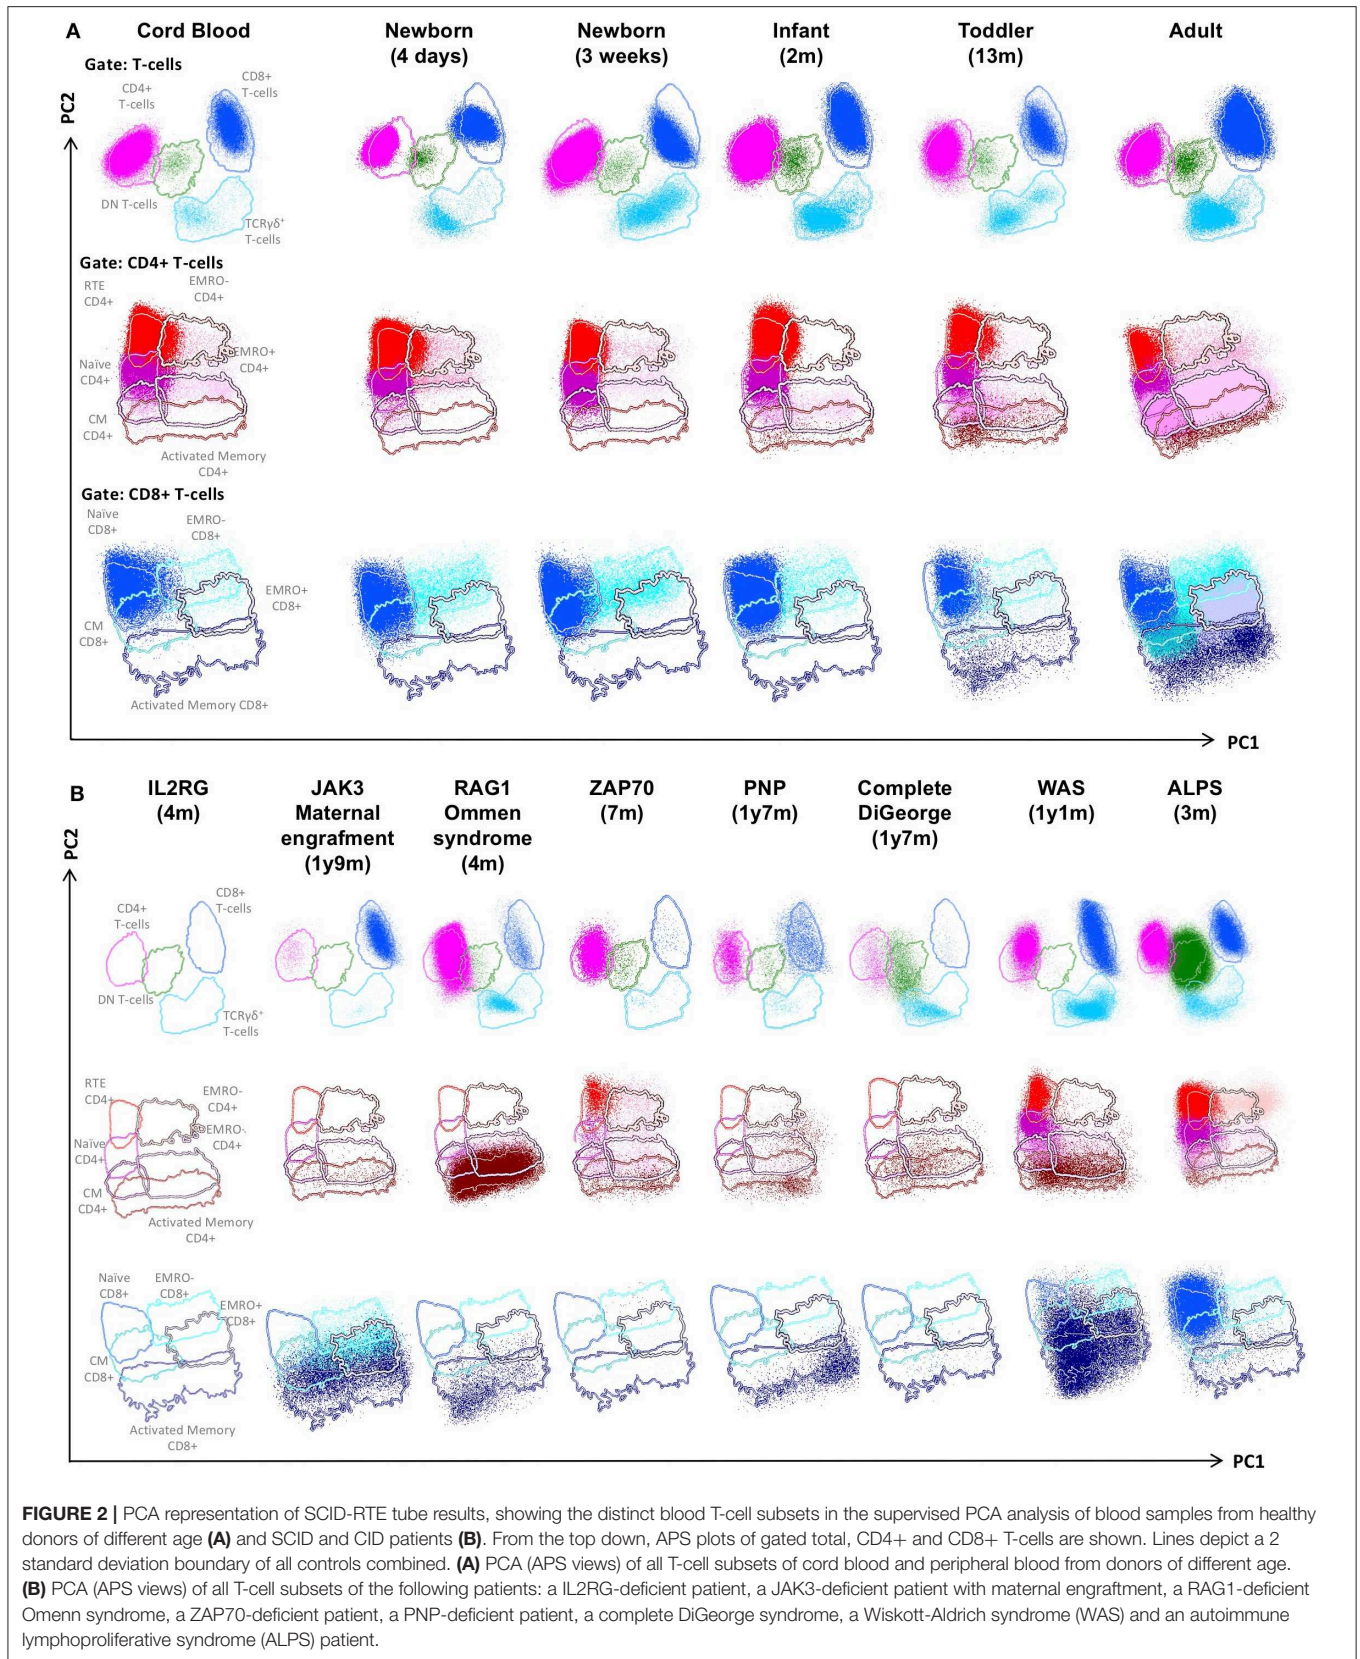 A
Cord Blood
Newborn
(4 days)
Newborn
(3 weeks)
Infant
(2m)
Toddler
(13m)
Adult
PC2
Gate: T-cells
CD4+
T-cells
CD8+
T-cells
DN T-cells
TCRγδ+
T-cells
Gate: CD4+ T-cells
RTE
CD4+
EMRO-
CD4+
EMRO+
CD4+
Naïve
CD4+
CM
CD4+
Activated Memory
CD4+
Gate: CD8+ T-cells
Naïve
CD8+
EMRO-
CD8+
EMRO+
CD8+
CM
CD8+
Activated Memory CD8+
PC1
B
IL2RG
(4m)
JAK3
Maternal
engrafment
(1y9m)
RAG1
Ommen
syndrome
(4m)
ZAP70
(7m)
PNP
(1y7m)
Complete
DiGeorge
(1y7m)
WAS
(1y1m)
ALPS
(3m)
PC2
CD4+
T-cells
CD8+
T-cells
DN T-cells
TCRγδ+
T-cells
RTE
CD4+
EMRO-
CD4+
EMRO-
CD4+
Naïve
CD4+
CM
CD4+
Activated Memory
CD4+
Naïve
CD8+
EMRO-
CD8+
EMRO+
CD8+
CM
CD8+
Activated Memory
CD8+
PC1
FIGURE 2 | PCA representation of SCID-RTE tube results, showing the distinct blood T-cell subsets in the supervised PCA analysis of blood samples from healthy
donors of different age (A) and SCID and CID patients (B). From the top down, APS plots of gated total, CD4+ and CD8+ T-cells are shown. Lines depict a 2
standard deviation boundary of all controls combined. (A) PCA (APS views) of all T-cell subsets of cord blood and peripheral blood from donors of different age.
(B) PCA (APS views) of all T-cell subsets of the following patients: a IL2RG-deficient patient, a JAK3-deficient patient with maternal engraftment, a RAG1-deficient
Omenn syndrome, a ZAP70-deficient patient, a PNP-deficient patient, a complete DiGeorge syndrome, a Wiskott-Aldrich syndrome (WAS) and an autoimmune
lymphoproliferative syndrome (ALPS) patient.